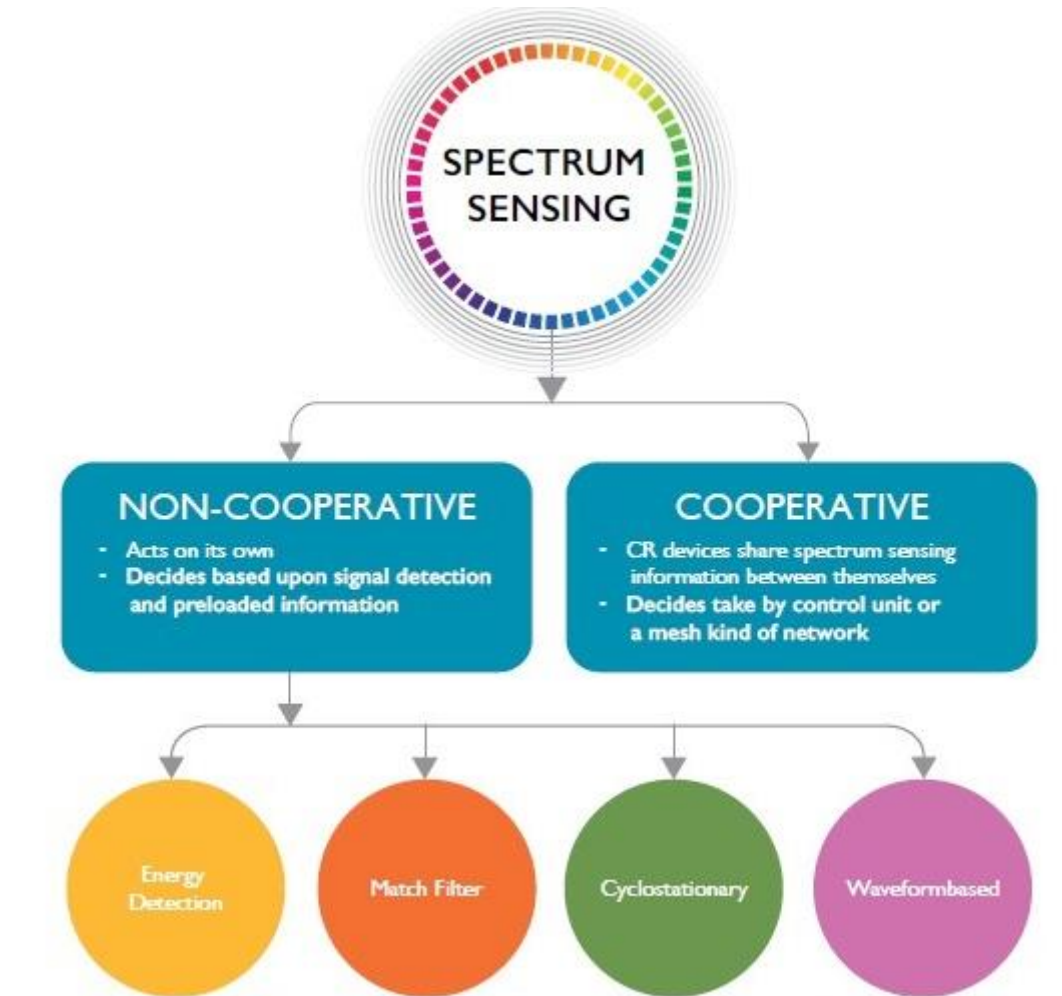 SPECTRUM
SENSING
NON-COOPERATIVE
- Acts on its own
- Decides based upon signal detection
and preloaded information
COOPERATIVE
- CR devices share spectrum sensing
information between themselves
- Decides take by control unit or
a mesh kind of network
Energy
Detection
Match Filter
Cyclostationary
Waveformbased